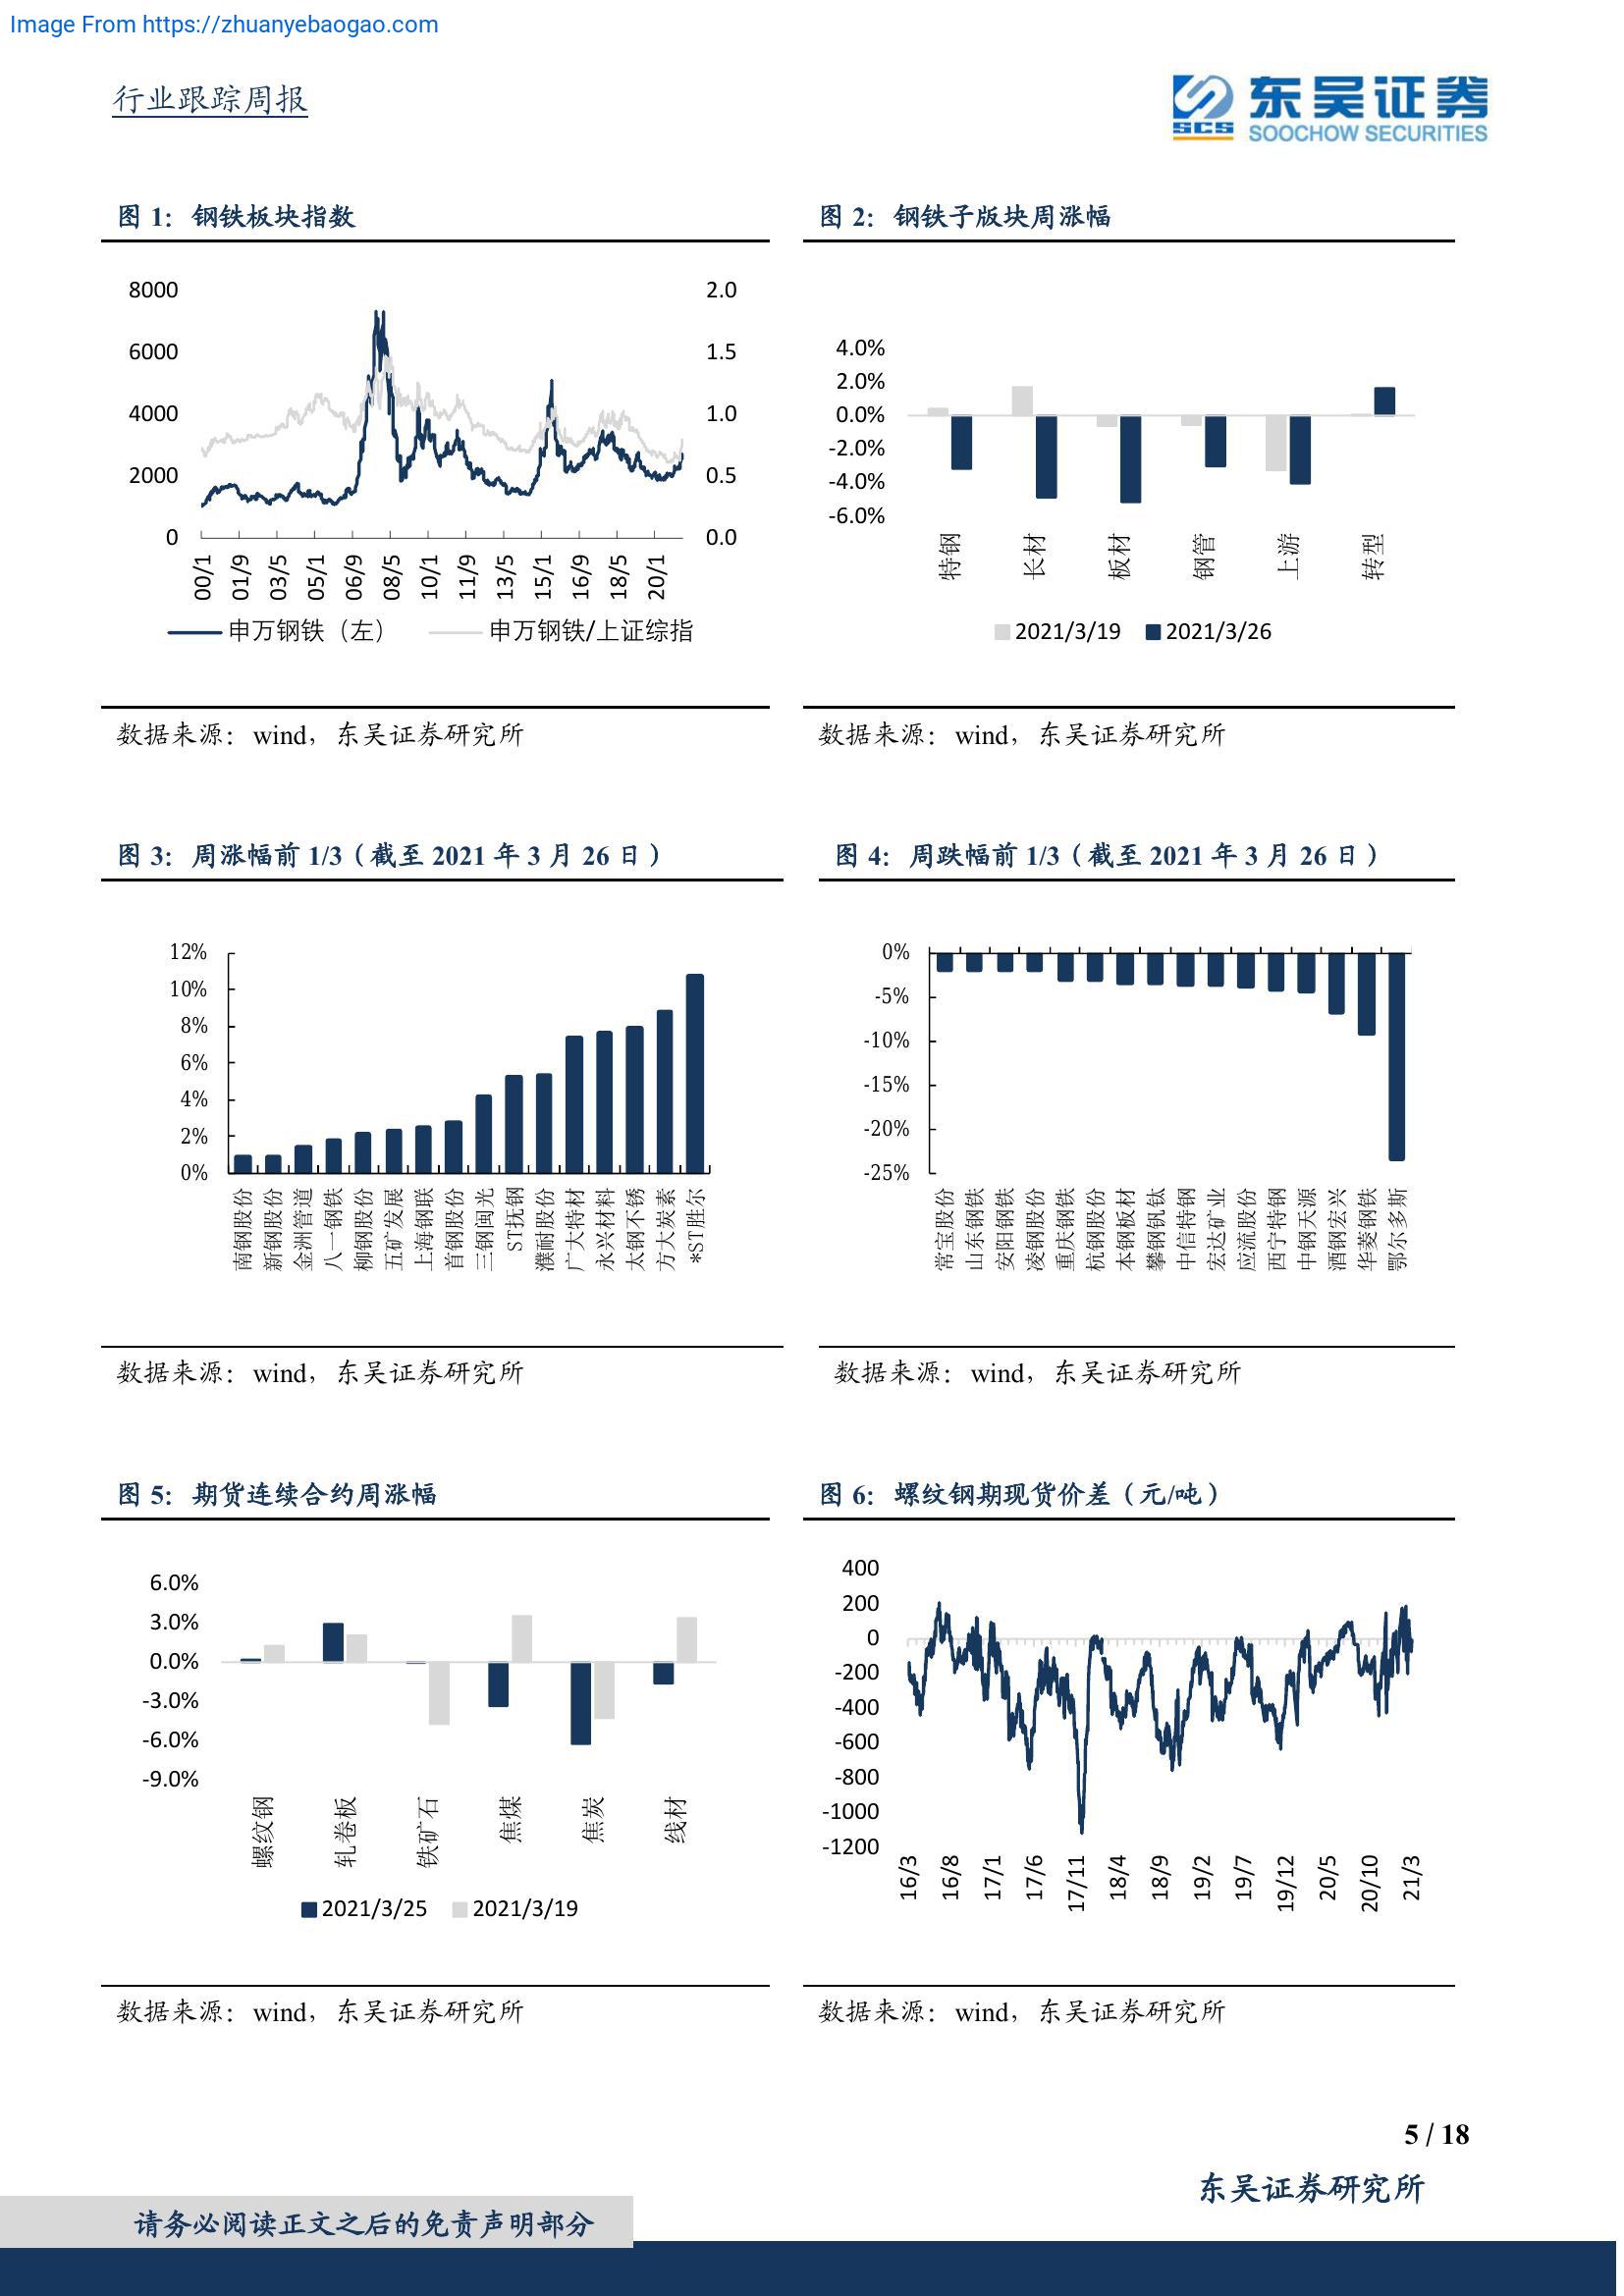 Image From https://zhuanyebaogao.com
行业跟踪周报
SCS
东吴证券
SOOCHOW SECURITIES
图 1：钢铁板块指数
8000
6000
4000
2000
0
2.0
1.5
1.0
0.5
0.0
00/1 01/9 03/5 05/1 06/9 08/5 10/1 11/9 13/5 15/1 16/9 18/5 20/1
申万钢铁（左） 申万钢铁/上证综指
数据来源：wind，东吴证券研究所
图 2：钢铁子版块周涨幅
4.0%
2.0%
0.0%
-2.0%
-4.0%
-6.0%
特钢 长材 板材 钢管 上游 转型
2021/3/19 2021/3/26
数据来源：wind，东吴证券研究所
图 3：周涨幅前 1/3（截至 2021 年 3 月 26 日）
12%
10%
8%
6%
4%
2%
0%
南钢股份 新钢股份 金洲管道 八一钢铁 柳钢股份 五矿发展 上海钢联 首钢股份 三钢闽光 ST抚钢 濮耐股份 广大特材 永兴材料 太钢不锈 方大炭素 *ST胜尔
数据来源：wind，东吴证券研究所
图 4：周跌幅前 1/3（截至 2021 年 3 月 26 日）
0%
-5%
-10%
-15%
-20%
-25%
常宝股份 山东钢铁 安阳钢铁 凌钢股份 重庆钢铁 杭钢股份 本钢板材 攀钢钒钛 中信特钢 宏达矿业 应流股份 西宁特钢 中钢天源 酒钢宏兴 华菱钢铁 鄂尔多斯
数据来源：wind，东吴证券研究所
图 5：期货连续合约周涨幅
6.0%
3.0%
0.0%
-3.0%
-6.0%
-9.0%
螺纹钢 轧卷板 铁矿石 焦煤 焦炭 线材
2021/3/25 2021/3/19
数据来源：wind，东吴证券研究所
图 6：螺纹钢期现货价差（元/吨）
400
200
0
-200
-400
-600
-800
-1000
-1200
16/3 16/8 17/1 17/6 17/11 18/4 18/9 19/2 19/7 19/12 20/5 20/10 21/3
数据来源：wind，东吴证券研究所
5 / 18
东吴证券研究所
请务必阅读正文之后的免责声明部分